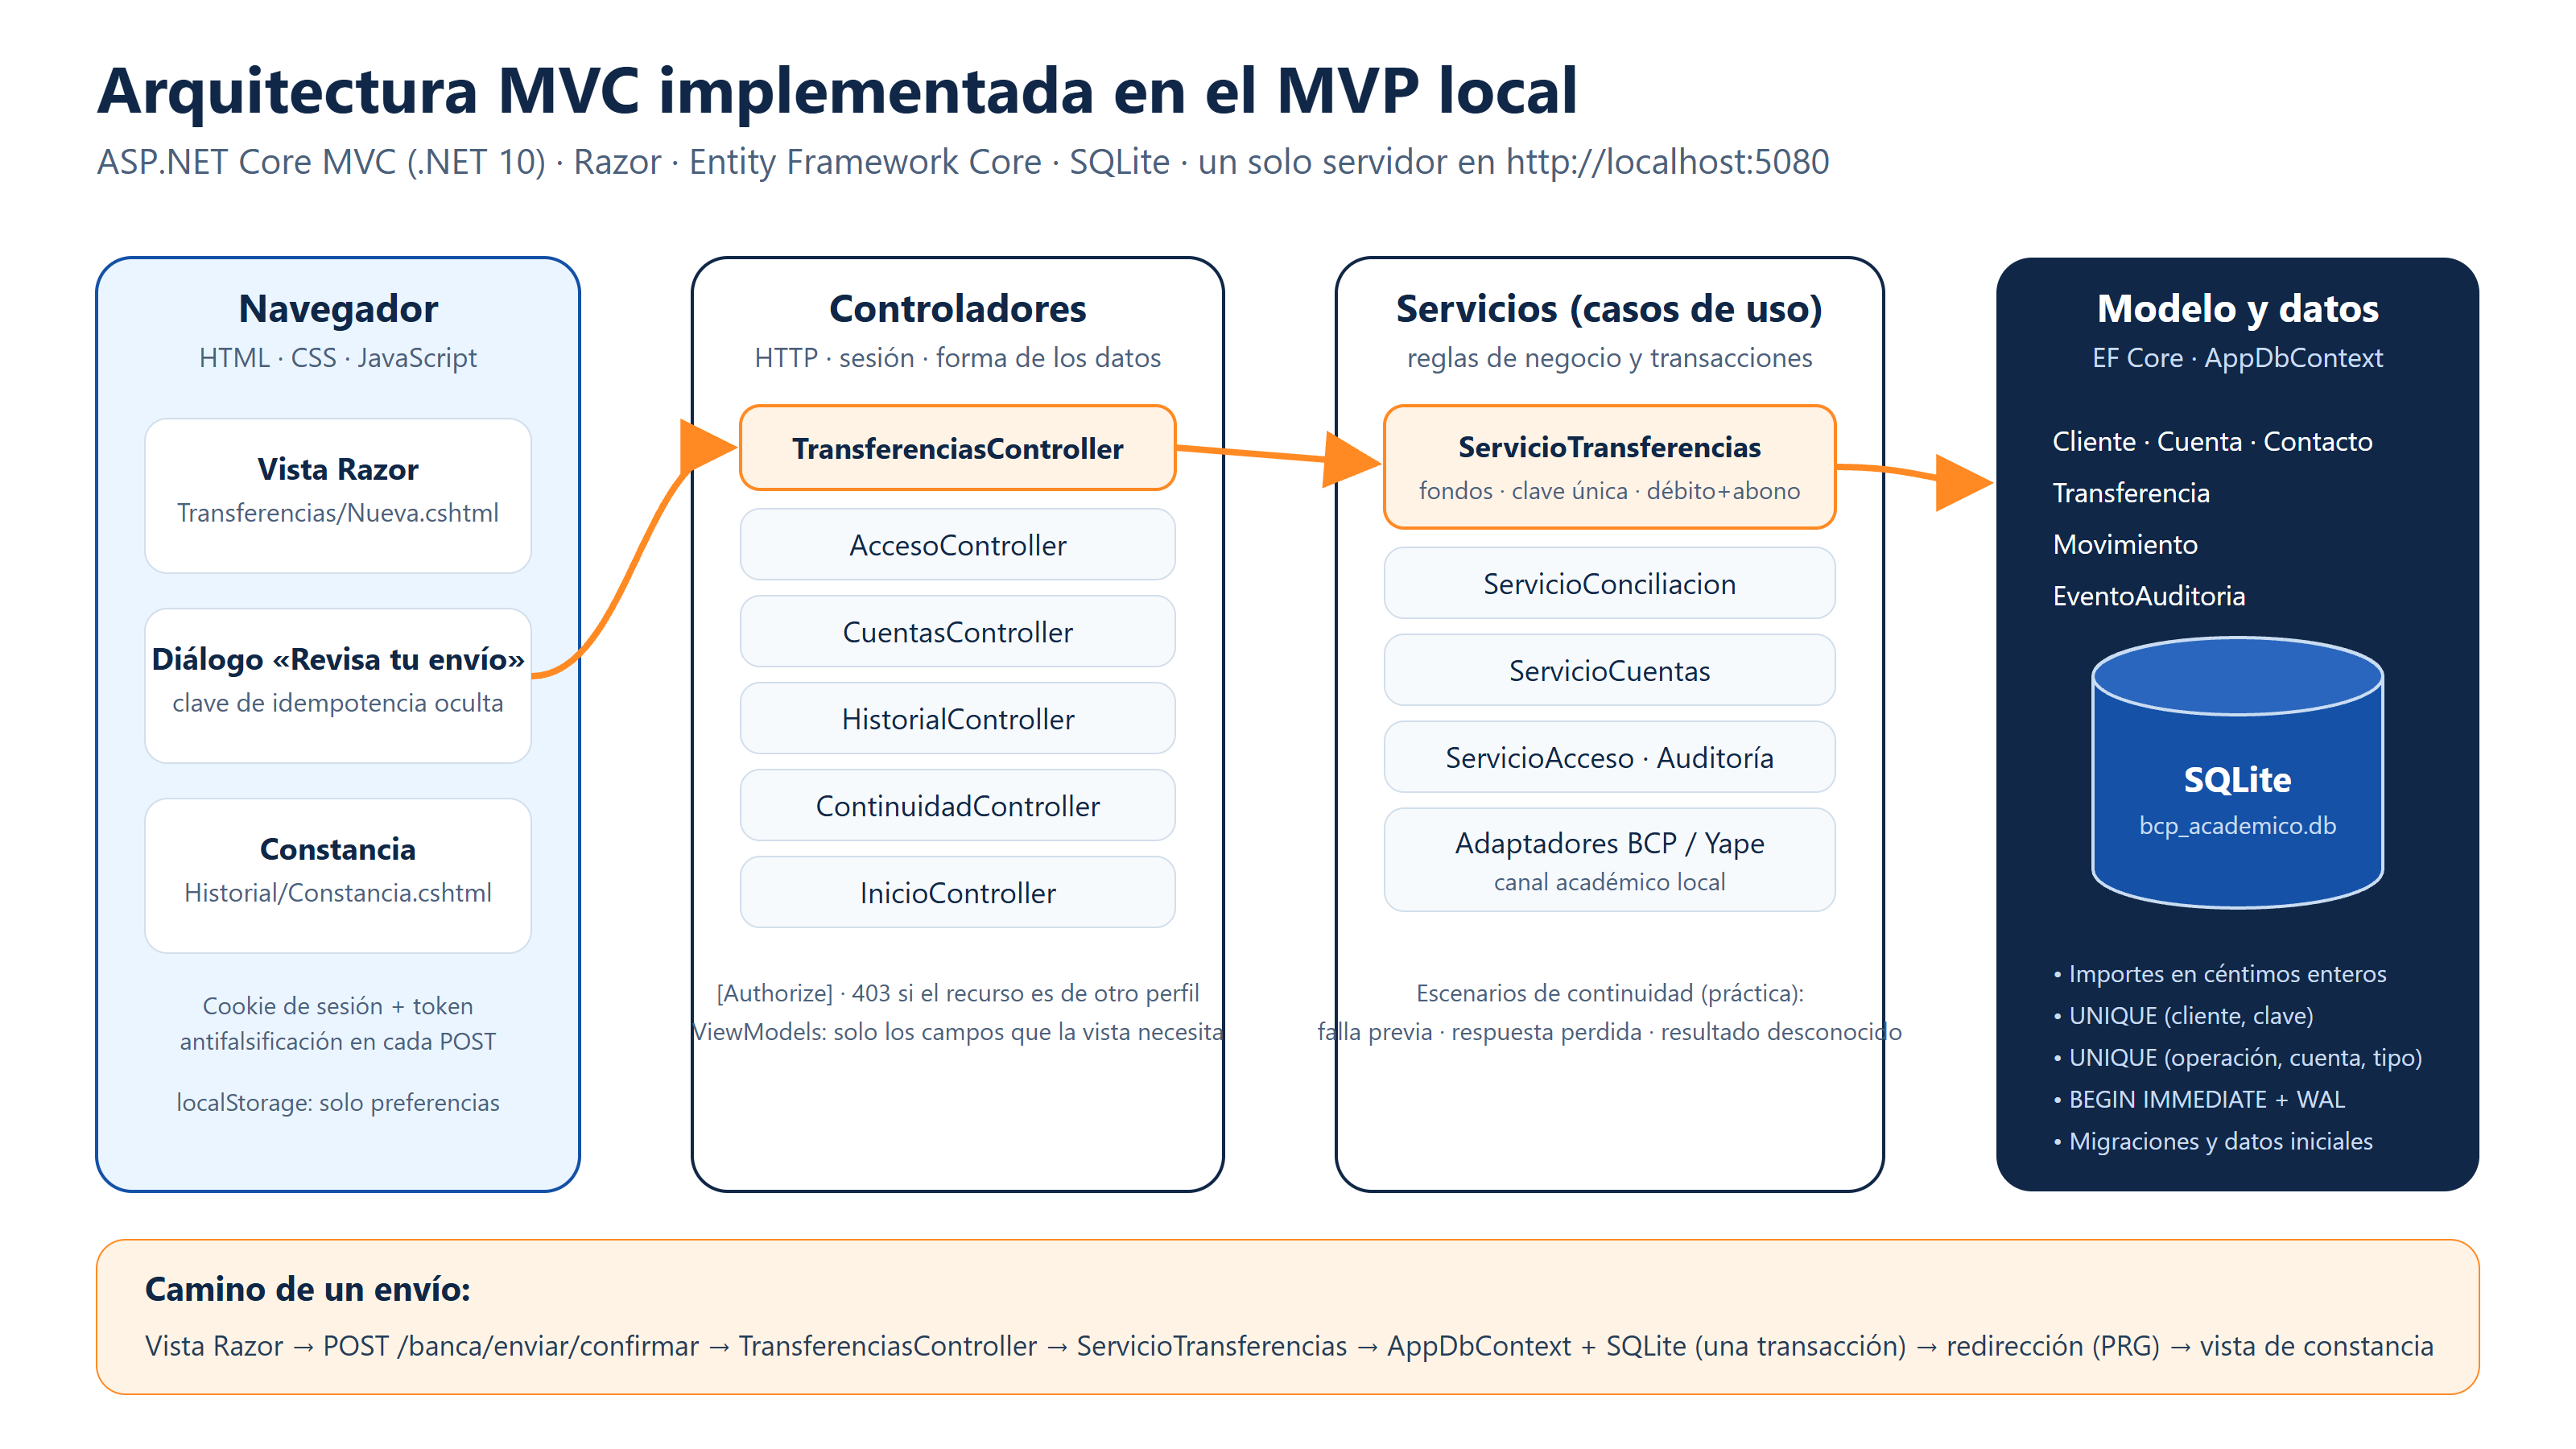 Arquitectura MVC implementada en el MVP local
ASP.NET Core MVC (.NET 10) · Razor · Entity Framework Core · SQLite · un solo servidor en http://localhost:5080
Navegador
HTML · CSS · JavaScript
Vista Razor
Transferencias/Nueva.cshtml
Diálogo «Revisa tu envío»
clave de idempotencia oculta
Constancia
Historial/Constancia.cshtml
Cookie de sesión + token
antifalsificación en cada POST
localStorage: solo preferencias
Controladores
HTTP · sesión · forma de los datos
TransferenciasController
AccesoController
CuentasController
HistorialController
ContinuidadController
InicioController
[Authorize] · 403 si el recurso es de otro perfil
ViewModels: solo los campos que la vista necesita
Servicios (casos de uso)
reglas de negocio y transacciones
ServicioTransferencias
fondos · clave única · débito+abono
ServicioConciliacion
ServicioCuentas
ServicioAcceso · Auditoría
Adaptadores BCP / Yape
canal académico local
Escenarios de continuidad (práctica):
falla previa · respuesta perdida · resultado desconocido
Modelo y datos
EF Core · AppDbContext
Cliente · Cuenta · Contacto
Transferencia
Movimiento
EventoAuditoria
SQLite
bcp_academico.db
• Importes en céntimos enteros
• UNIQUE (cliente, clave)
• UNIQUE (operación, cuenta, tipo)
• BEGIN IMMEDIATE + WAL
• Migraciones y datos iniciales
Camino de un envío:
Vista Razor → POST /banca/enviar/confirmar → TransferenciasController → ServicioTransferencias → AppDbContext + SQLite (una transacción) → redirección (PRG) → vista de constancia